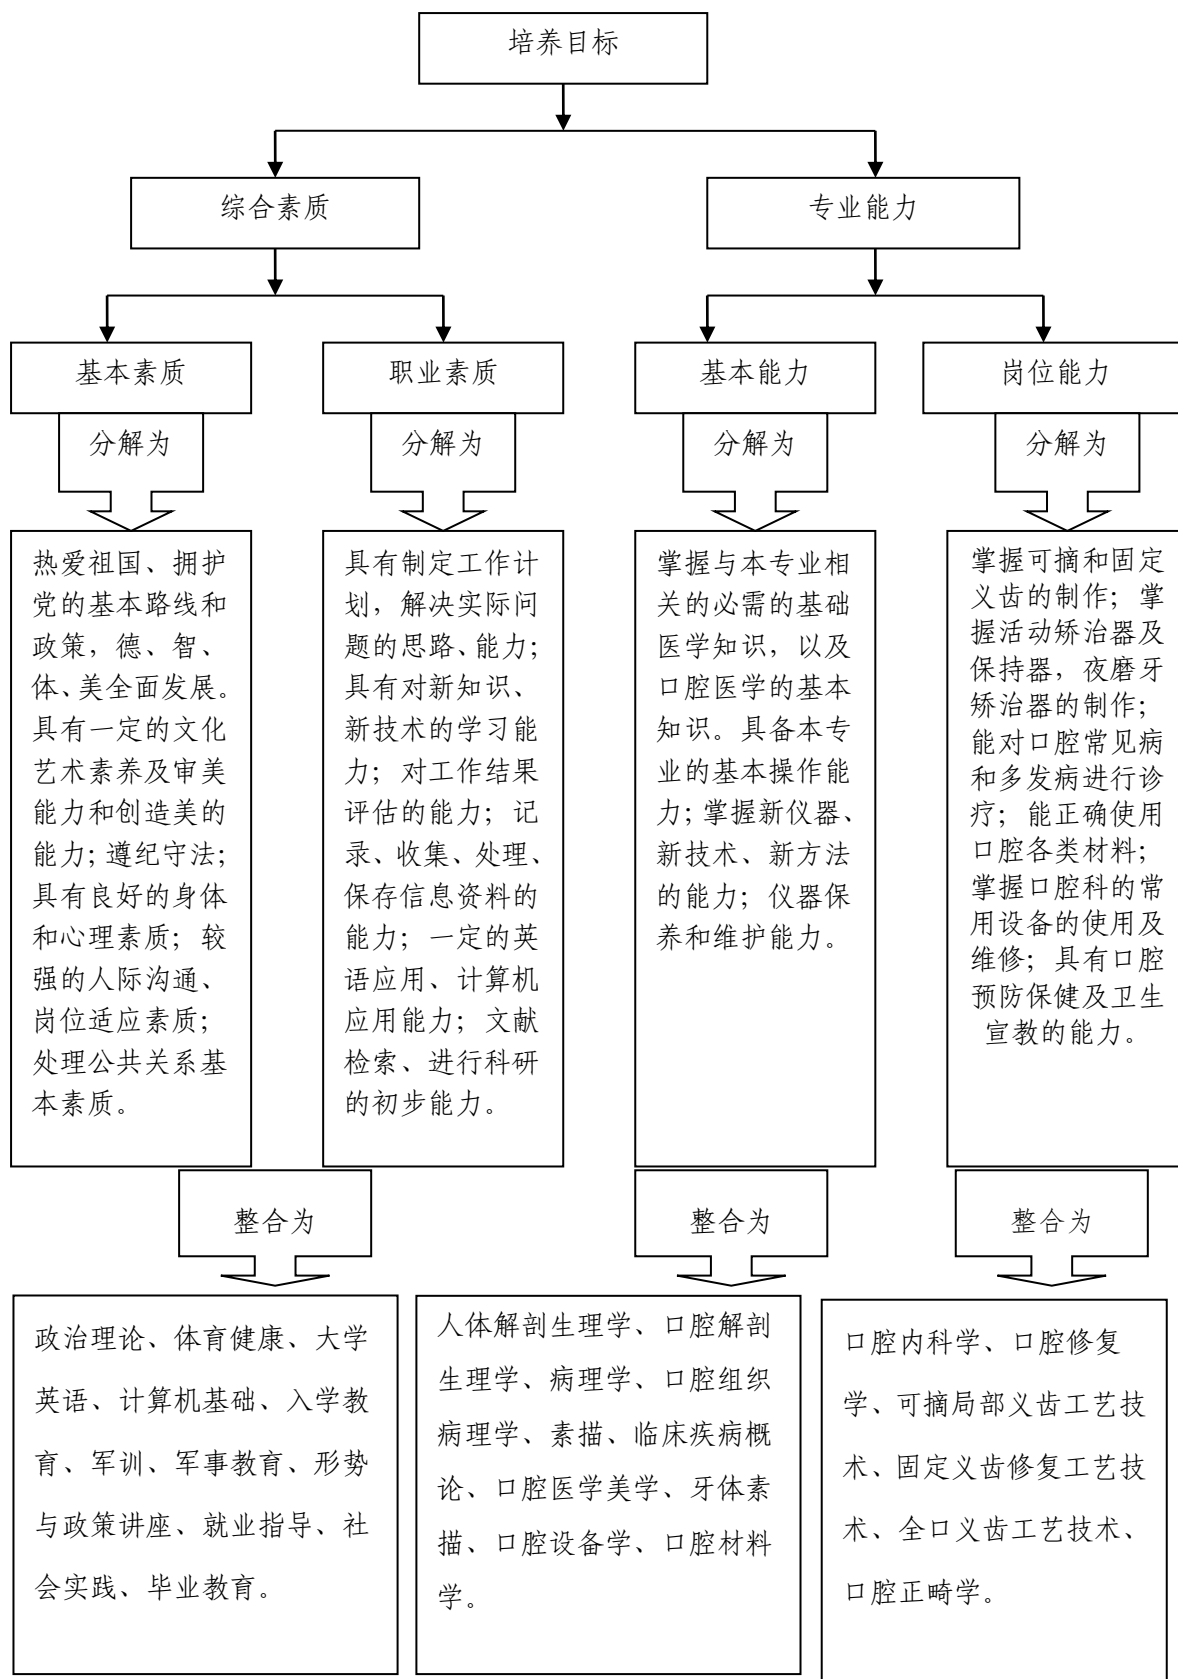 培养目标
综合素质
专业能力
基本素质
职业素质
基本能力
岗位能力
分解为
分解为
分解为
分解为
热爱祖国、拥护
党的基本路线和
政策，德、智、
体、美全面发展。
具有一定的文化
艺术素养及审美
能力和创造美的
能力；遵纪守法；
具有良好的身体
和心理素质；较
强的人际沟通、
岗位适应素质；
处理公共关系基
本素质。
具有制定工作计
划，解决实际问
题的思路、能力；
具有对新知识、
新技术的学习能
力；对工作结果
评估的能力；记
录、收集、处理、
保存信息资料的
能力；一定的英
语应用、计算机
应用能力；文献
检索、进行科研
的初步能力。
掌握与本专业相
关的必需的基础
医学知识，以及
口腔医学的基本
知识。具备本专
业的基本操作能
力；掌握新仪器、
新技术、新方法
的能力；仪器保
养和维护能力。
掌握可摘和固定
义齿的制作；掌
握活动矫治器及
保持器，夜磨牙
矫治器的制作；
能对口腔常见病
和多发病进行诊
疗；能正确使用
口腔各类材料；
掌握口腔科的常
用设备的使用及
维修；具有口腔
预防保健及卫生
宣教的能力。
整合为
整合为
整合为
政治理论、体育健康、大学
英语、计算机基础、入学教
育、军训、军事教育、形势
与政策讲座、就业指导、社
会实践、毕业教育。
人体解剖生理学、口腔解剖
生理学、病理学、口腔组织
病理学、素描、临床疾病概
论、口腔医学美学、牙体素
描、口腔设备学、口腔材料
学。
口腔内科学、口腔修复
学、可摘局部义齿工艺技
术、固定义齿修复工艺技
术、全口义齿工艺技术、
口腔正畸学。